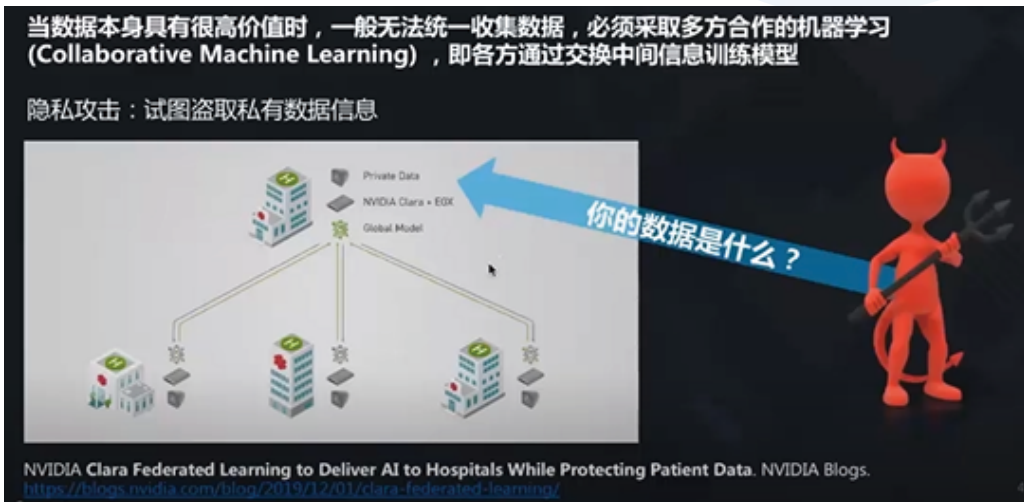 当数据本身具有很高价值时，一般无法统一收集数据，必须采取多方合作的机器学习
(Collaborative Machine Learning) ，即各方通过交换中间信息训练模型
隐私攻击：试图盗取私有数据信息
Private Data
NVIDIA Clara + EGX
Global Model
你的数据是什么？
H
H
H
H
NVIDIA Clara Federated Learning to Deliver AI to Hospitals While Protecting Patient Data. NVIDIA Blogs.
https://blogs.nvidia.com/blog/2019/12/01/clara-federated-learning/